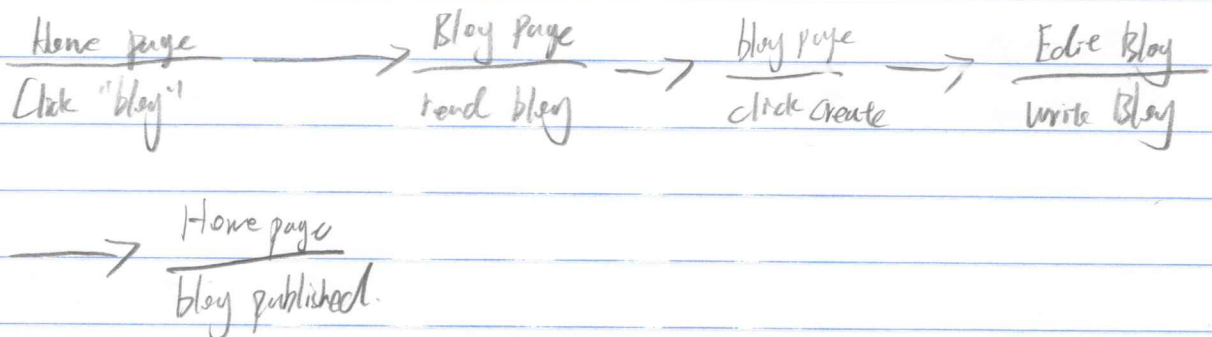 Home page → Blog Page → blog page → Edit Blog
Click "blog" read blog click create write Blog
→ Home page
blog published.